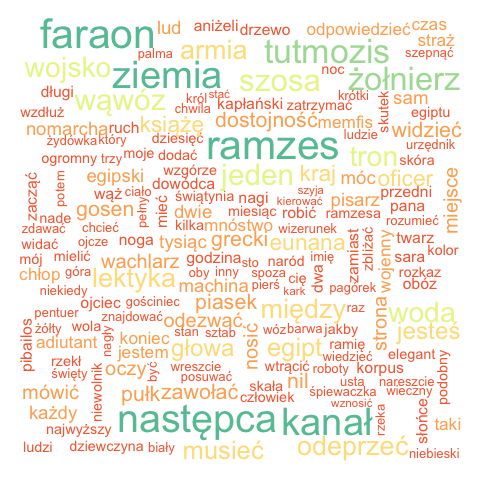 faraon lud aniżeli drzewo odpowiedzieć czas
armia tutmozis straż
palma szepnąć
wojsko ziemia szosa noc żołnierz
długi wąwóz król stać kapłański zatrzymać krótki skutek sam
wzdłuż chwila egiptu
nomarcha ruch książę dostojność memfis widzieć
żydówka który dziesięć ramzes ludzie urzędnik
ogromny trzy moje dodać wzgórze jeden kraj tron skóra
zacząć potem egipski dowódca świątynia szyja móc oficer przedni miejsce
wąż ciało pełny mieć nagi kierować pisarz pana
nade gosen dwie miesiąc robić ramzesa rozumieć
zdawać chcieć kilka mnóstwo wizerunek twarz
widać ojcze noga tysiąc grecki eunana imię zamiast zbliżać wojenny kolor
mój mielić wachlarz godzina naród dwa sara
góra sto cię rozkaz
chłop lektyka oby inny spoza pagórek obóz
niekiedy machina pierś kark
ojciec gościniec piasek między raz strona woda
pentuer znajdować odezwać
pibailos żółty wola stan sztab wóz barwa jakby jesteś
adiutant nagły koniec głowa nosić egipt ramię elegant podobny
rzekł jestem wreszcie wiedzieć nareszcie
święty być oczy posuwać wtrącić roboty korpus
mówić niewolnik pułk zawołać skała nil usta wieczny
człowiek śpiewaczka
każdy następca kanał wznosić rzeka słońce
najwyższy taki
ludzi dziewczyna biały musieć odeprzeć niebieski